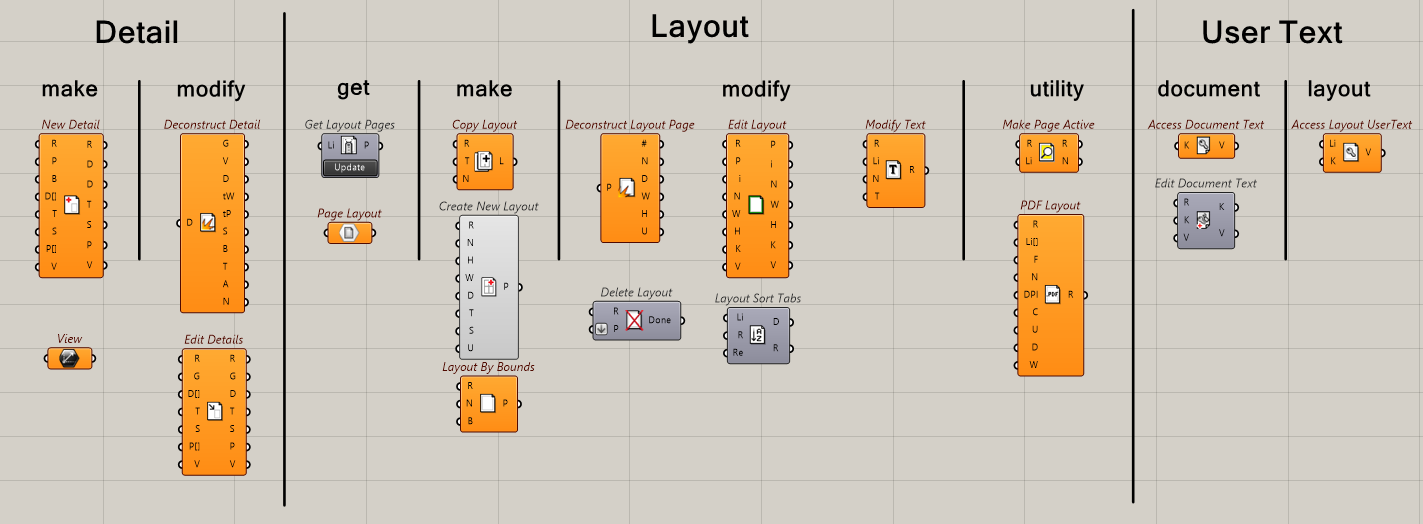 Detail
Layout
User Text
make
modify
get
make
modify
utility
document
layout
New Detail
R
P
B
D[]
T
S
P[]
V
R
D
D
T
S
P
V
View
Deconstruct Detail
D
G
V
D
tW
tP
S
B
T
A
N
Edit Details
R
G
D[]
T
S
P[]
V
R
G
D
T
S
P
V
Get Layout Pages
Li
P
Update
Page Layout
Copy Layout
R
T
N
L
Create New Layout
R
N
H
W
D
T
S
U
P
Layout By Bounds
R
N
B
P
Deconstruct Layout Page
P
#
N
D
W
H
U
Delete Layout
R
P
Done
Edit Layout
R
P
i
N
W
H
K
V
P
i
N
W
H
K
V
Layout Sort Tabs
Li
R
Re
A
Z
D
R
Modify Text
R
Li
N
T
T
R
Make Page Active
R
Li
R
N
PDF Layout
R
Li[]
F
N
DPI
C
U
D
W
.PDF
R
Access Document Text
K
V
Edit Document Text
R
K
V
K
V
Access Layout UserText
Li
K
V